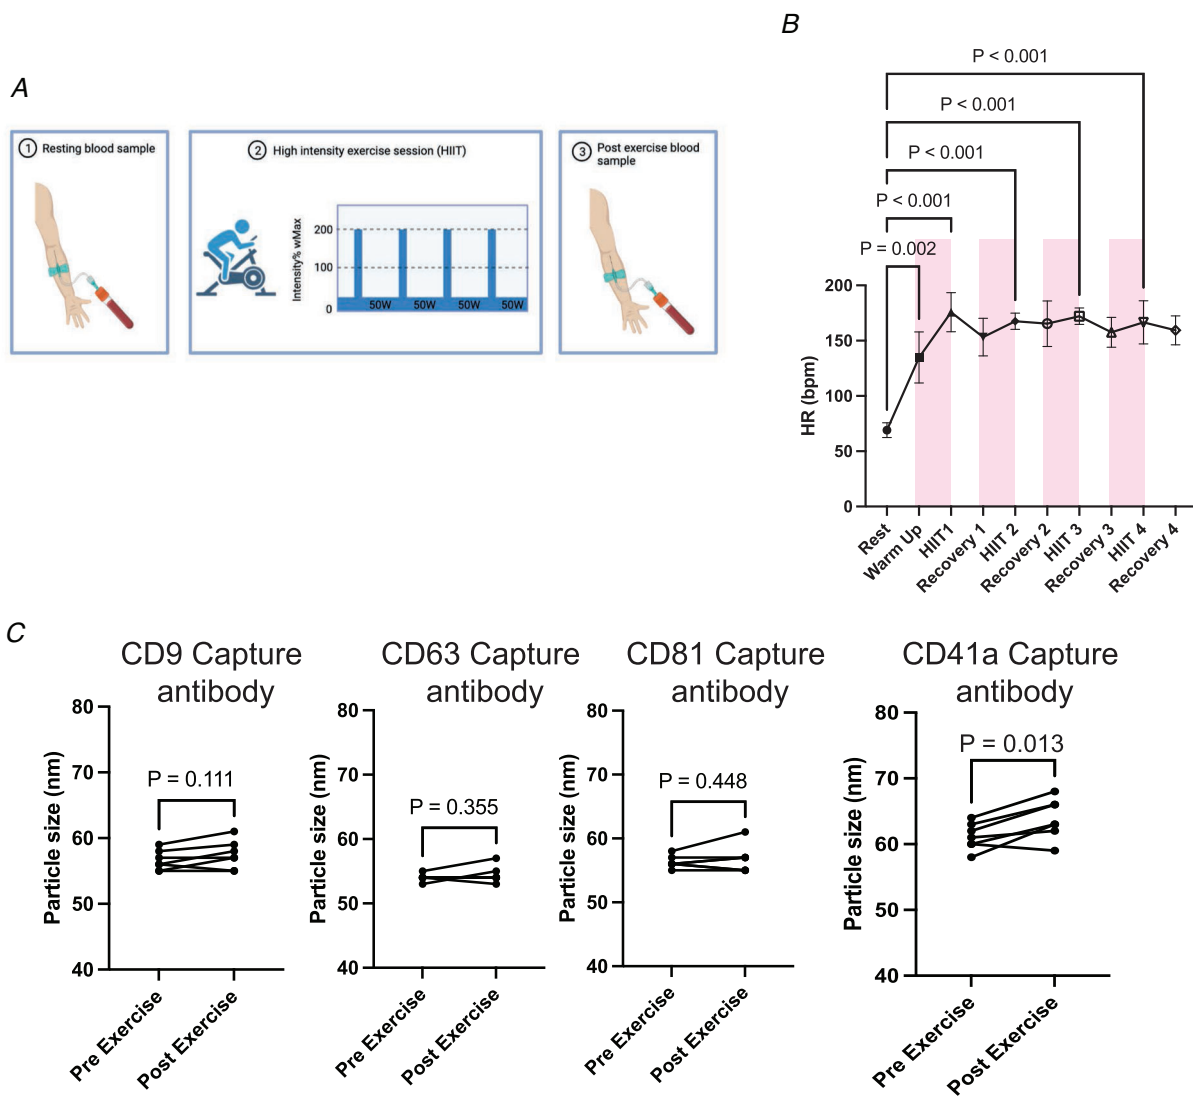 A
1 Resting blood sample
2 High intensity exercise session (HIIT)
Intensity% wMax
200
100
0
50W 50W 50W 50W
3 Post exercise blood
sample
B
P < 0.001
P < 0.001
P < 0.001
P < 0.001
P = 0.002
HR (bpm)
200
150
100
50
0
Rest
Warm Up
HIIT1
Recovery 1
HIIT 2
Recovery 2
HIIT 3
Recovery 3
HIIT 4
Recovery 4
C
CD9 Capture
antibody
Particle size (nm)
80
70
60
50
40
P = 0.111
Pre Exercise
Post Exercise
CD63 Capture
antibody
Particle size (nm)
80
70
60
50
40
P = 0.355
Pre Exercise
Post Exercise
CD81 Capture
antibody
Particle size (nm)
80
70
60
50
40
P = 0.448
Pre Exercise
Post Exercise
CD41a Capture
antibody
Particle size (nm)
80
70
60
50
40
P = 0.013
Pre Exercise
Post Exercise